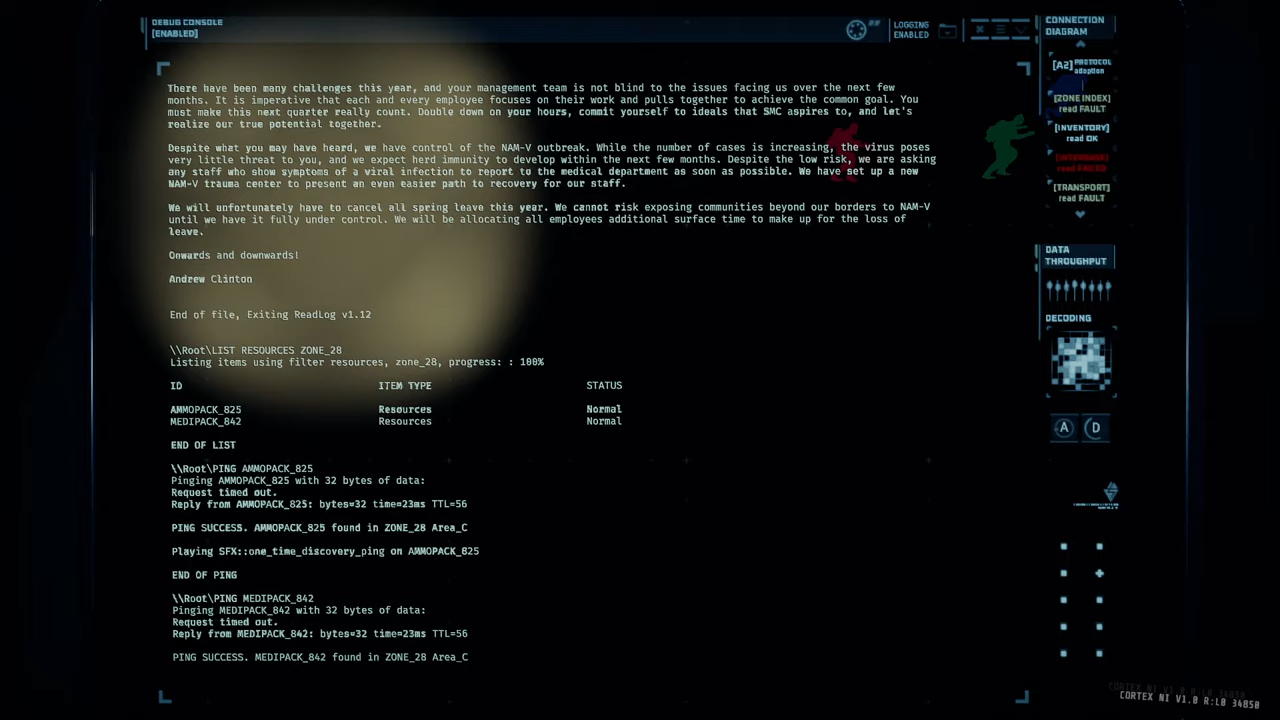 DEBUG CONSOLE
[ENABLED]
LOGGING
ENABLED
There have been many challenges this year, and your management team is not blind to the issues facing us over the next few
months. It is imperative that each and every employee focuses on their work and pulls together to achieve the common goal. You
must make this next quarter really count. Double down on your hours, commit yourself to ideals that SMC aspires to, and let's
realize our true potential together.
Despite what you may have heard, we have control of the NAM-V outbreak. While the number of cases is increasing, the virus poses
very little threat to you, and we expect herd immunity to develop within the next few months. Despite the low risk, we are asking
any staff who show symptoms of a viral infection to report to the medical department as soon as possible. We have set up a new
NAM-V trauma center to present an even easier path to recovery for our staff.
We will unfortunately have to cancel all spring leave this year. We cannot risk exposing communities beyond our borders to NAM-V
until we have it fully under control. We will be allocating all employees additional surface time to make up for the loss of
leave.
Onwards and downwards!
Andrew Clinton
End of file, Exiting ReadLog v1.12
\\Root\LIST RESOURCES ZONE_28
Listing items using filter resources, zone_28, progress: : 100%
ID ITEM TYPE STATUS
AMMOPACK_825 Resources Normal
MEDIPACK_842 Resources Normal
END OF LIST
\\Root\PING AMMOPACK_825
Pinging AMMOPACK_825 with 32 bytes of data:
Request timed out.
Reply from AMMOPACK_825: bytes=32 time=23ms TTL=56
PING SUCCESS. AMMOPACK_825 found in ZONE_28 Area_C
Playing SFX::one_time_discovery_ping on AMMOPACK_825
END OF PING
\\Root\PING MEDIPACK_842
Pinging MEDIPACK_842 with 32 bytes of data:
Request timed out.
Reply from MEDIPACK_842: bytes=32 time=23ms TTL=56
PING SUCCESS. MEDIPACK_842 found in ZONE_28 Area_C
CONNECTION
DIAGRAM
[A2] PROTOCOL
adoption
[ZONE INDEX]
read FAULT
[INVENTORY]
read OK
read FAILED
[TRANSPORT]
read FAULT
DATA
THROUGHPUT
DECODING
A D
CORTEX NI V1.0 R:L0 34850